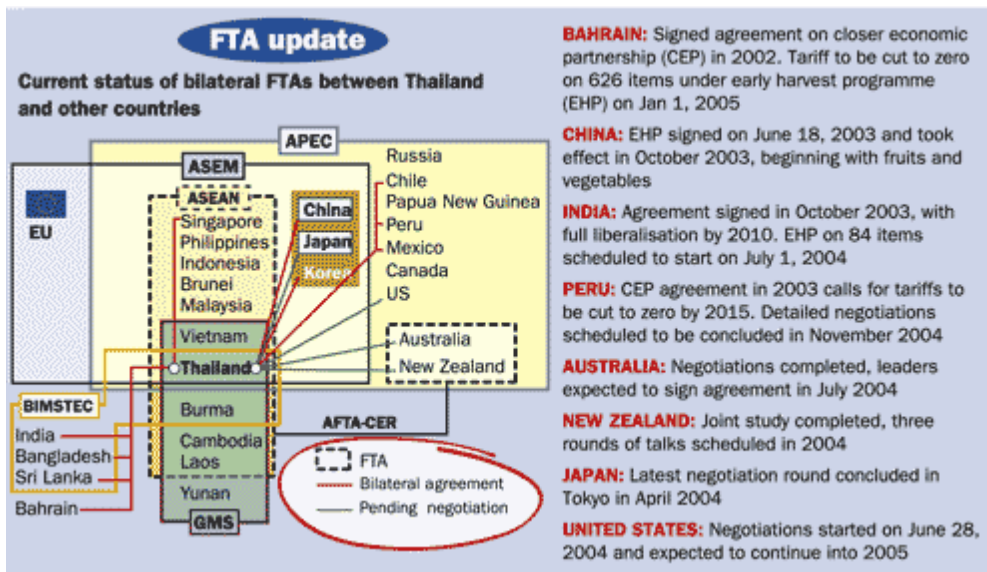 FTA update
Current status of bilateral FTAs between Thailand
and other countries
APEC
ASEM
ASEAN
EU
Singapore
Philippines
Indonesia
Brunei
Malaysia
Vietnam
Thailand
Burma
Cambodia
Laos
Yunan
GMS
China
Japan
Korea
Russia
Chile
Papua New Guinea
Peru
Mexico
Canada
US
Australia
New Zealand
BIMSTEC
India
Bangladesh
Sri Lanka
Bahrain
AFTA-CER
FTA
Bilateral agreement
Pending negotiation
BAHRAIN: Signed agreement on closer economic
partnership (CEP) in 2002. Tariff to be cut to zero
on 626 items under early harvest programme
(EHP) on Jan 1, 2005
CHINA: EHP signed on June 18, 2003 and took
effect in October 2003, beginning with fruits and
vegetables
INDIA: Agreement signed in October 2003, with
full liberalisation by 2010. EHP on 84 items
scheduled to start on July 1, 2004
PERU: CEP agreement in 2003 calls for tariffs to
be cut to zero by 2015. Detailed negotiations
scheduled to be concluded in November 2004
AUSTRALIA: Negotiations completed, leaders
expected to sign agreement in July 2004
NEW ZEALAND: Joint study completed, three
rounds of talks scheduled in 2004
JAPAN: Latest negotiation round concluded in
Tokyo in April 2004
UNITED STATES: Negotiations started on June 28,
2004 and expected to continue into 2005